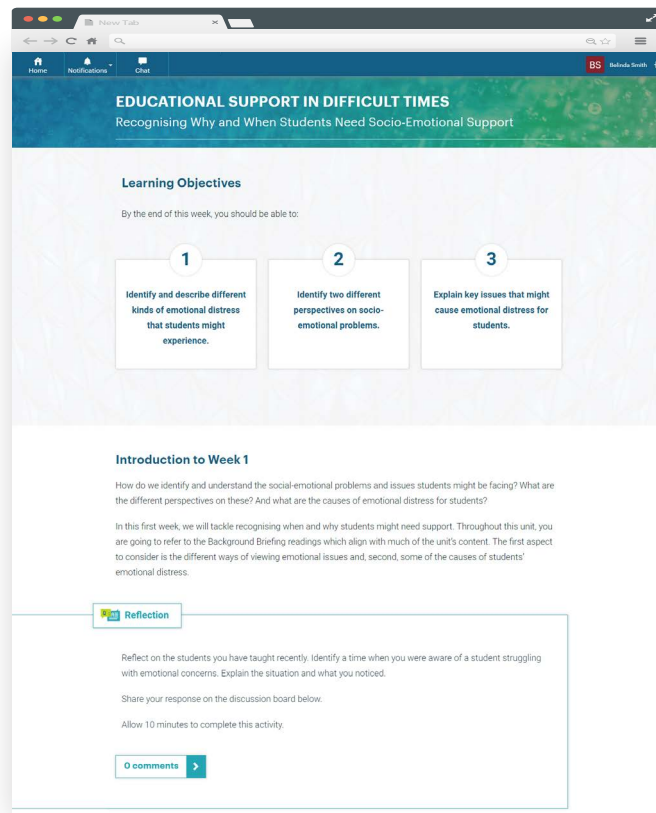 New Tab
Home
Notifications
Chat
BS
Belinda Smith
EDUCATIONAL SUPPORT IN DIFFICULT TIMES
Recognising Why and When Students Need Socio-Emotional Support
Learning Objectives
By the end of this week, you should be able to:
1
Identify and describe different
kinds of emotional distress
that students might
experience.
2
Identify two different
perspectives on socio-
emotional problems.
3
Explain key issues that might
cause emotional distress for
students.
Introduction to Week 1
How do we identify and understand the social-emotional problems and issues students might be facing? What are
the different perspectives on these? And what are the causes of emotional distress for students?
In this first week, we will tackle recognising when and why students might need support. Throughout this unit, you
are going to refer to the Background Briefing readings which align with much of the unit's content. The first aspect
to consider is the different ways of viewing emotional issues and, second, some of the causes of students'
emotional distress.
Reflection
Reflect on the students you have taught recently. Identify a time when you were aware of a student struggling
with emotional concerns. Explain the situation and what you noticed.
Share your response on the discussion board below.
Allow 10 minutes to complete this activity.
0 comments